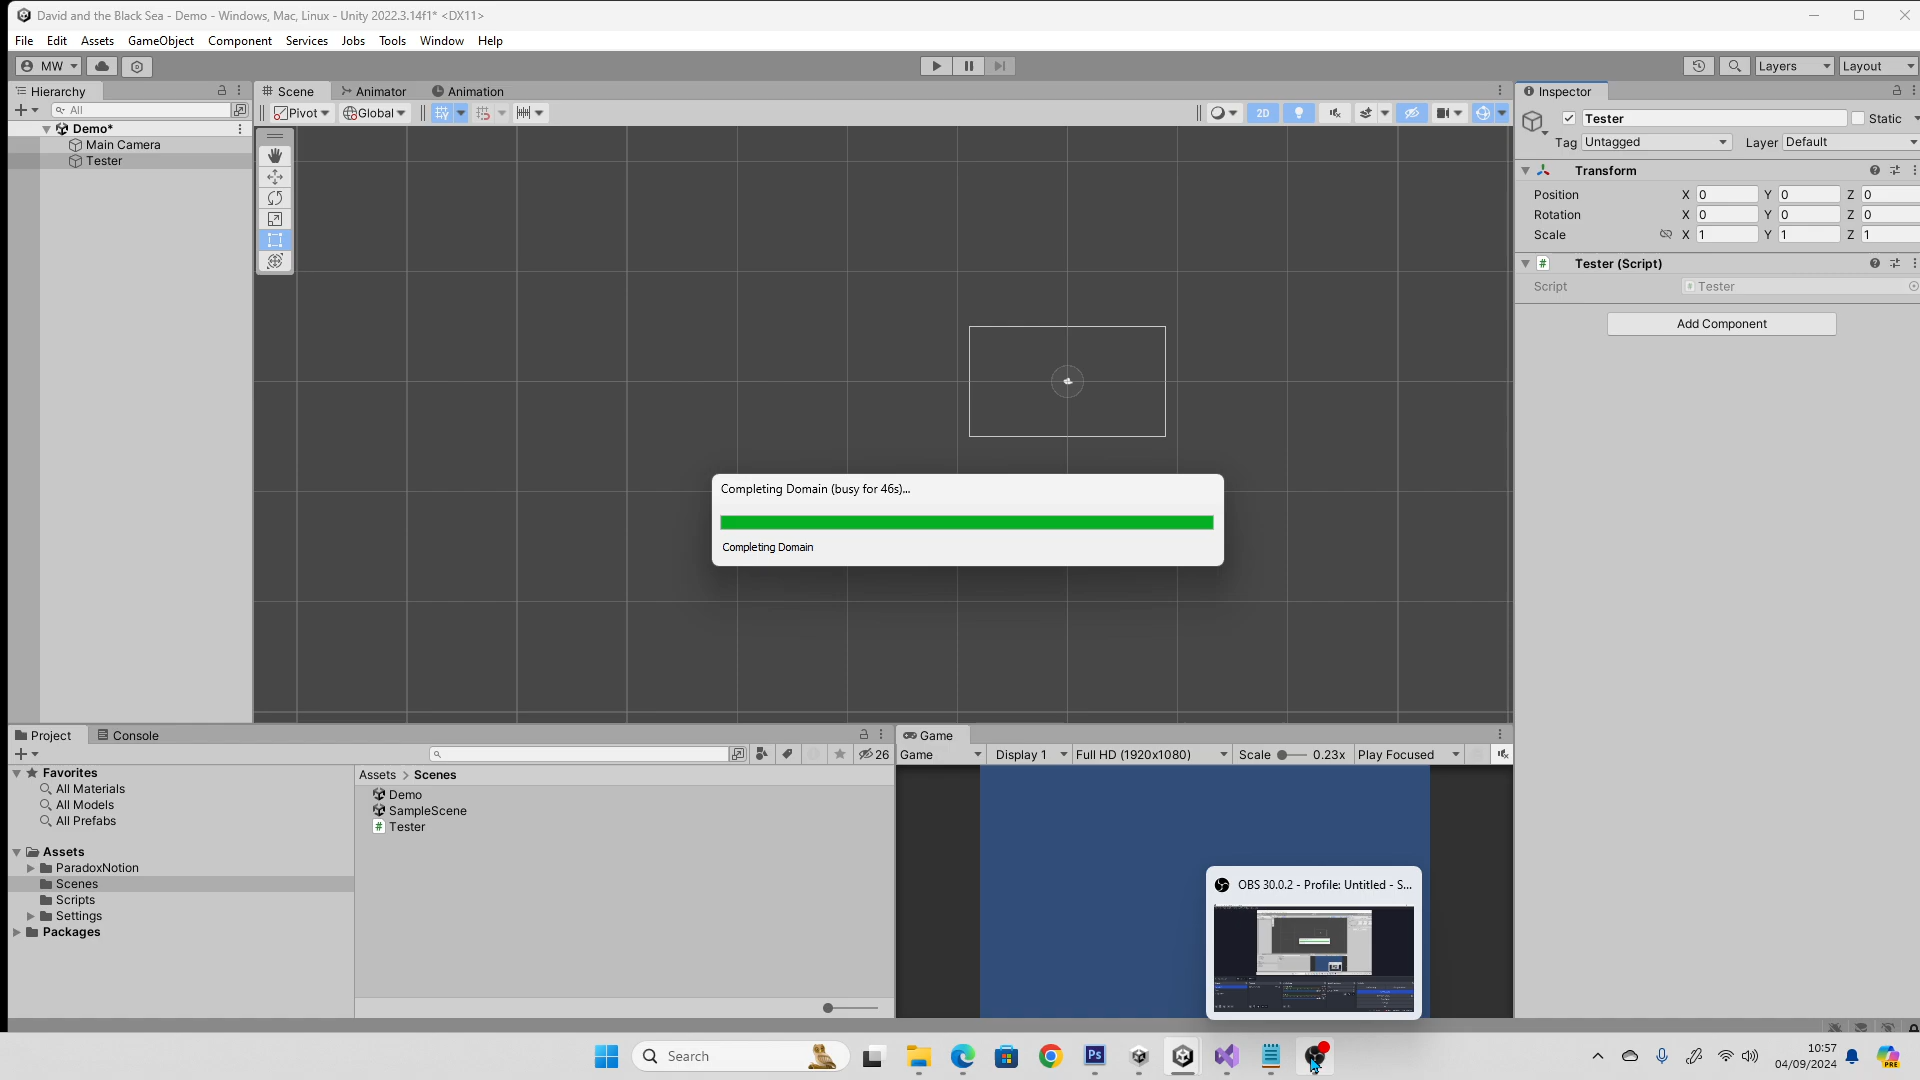 David and the Black Sea - Demo - Windows, Mac, Linux - Unity 2022.3.14f1* <DX11>
File Edit Assets GameObject Component Services Jobs Tools Window Help
MW Layers Layout
Hierarchy Scene Animator Animation Inspector
All Pivot Global 2D Tester Static
Demo*
Main Camera
Tester
Tag Untagged Layer Default
Transform
Position X 0 Y 0 Z 0
Rotation X 0 Y 0 Z 0
Scale X 1 Y 1 Z 1
# Tester (Script)
Script Tester
Add Component
Completing Domain (busy for 46s)...
Completing Domain
Project Console Game
26 Game Display 1 Full HD (1920x1080) Scale 0.23x Play Focused
Favorites
All Materials
All Models
All Prefabs
Assets
ParadoxNotion
Scenes
Scripts
Settings
Packages
Assets > Scenes
Demo
SampleScene
# Tester
OBS 30.0.2 - Profile: Untitled - S...
Search Ps 10:57
04/09/2024
PRE